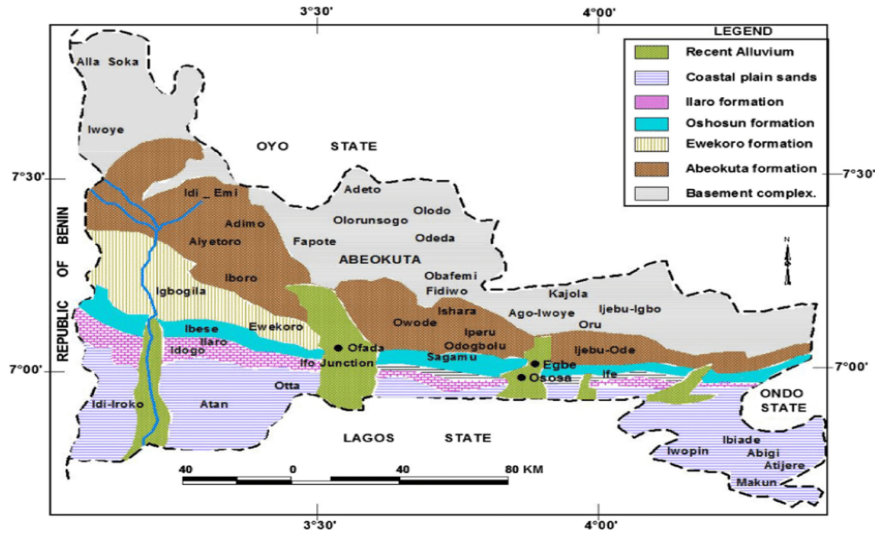 3°30'
4°00'
LEGEND
Recent Alluvium
Coastal plain sands
Ilaro formation
Oshosun formation
Ewekoro formation
Abeokuta formation
Basement complex.
Alla Soka
Iwoye
OYO STATE
7°30'
7°30'
Idi _ Emi
Adeto
Olorunsogo
Olodo
Adimo
Aiyetoro
Fapote
Odeda
ABEOKUTA
N
REPUBLIC OF BENIN
Iboro
Obafemi
Igbogila
Fidiwo
Kajola
Ishara
Ago-Iwoye
Ijebu-Igbo
Ibese
Ewekoro
Owode
Iperu
Oru
Ilaro
Ofada
Odogbolu
Ijebu-Ode
Idogo
Ifo Junction
Sagamu
Egbe
7°00'
7°00'
Otta
Ososa
Ife
Idi-Iroko
Atan
ONDO
STATE
LAGOS STATE
Ibiade
Iwopin
Abigi
Atijere
Makun
40 0 40 80 KM
3°30'
4°00'